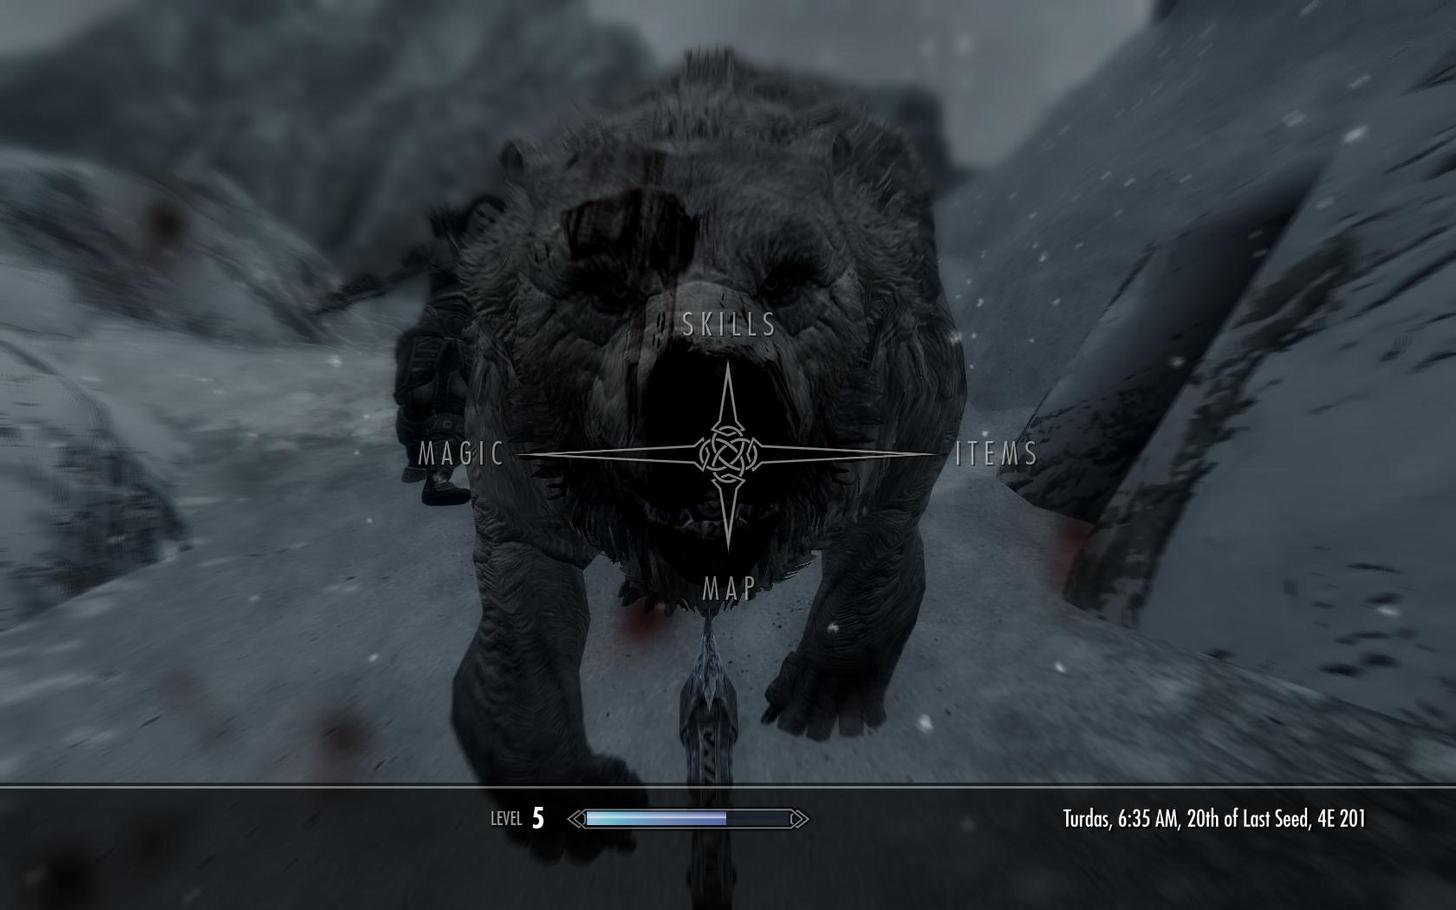 SKILLS
MAGIC
ITEMS
MAP
LEVEL 5
Turdas, 6:35 AM, 20th of Last Seed, 4E 201